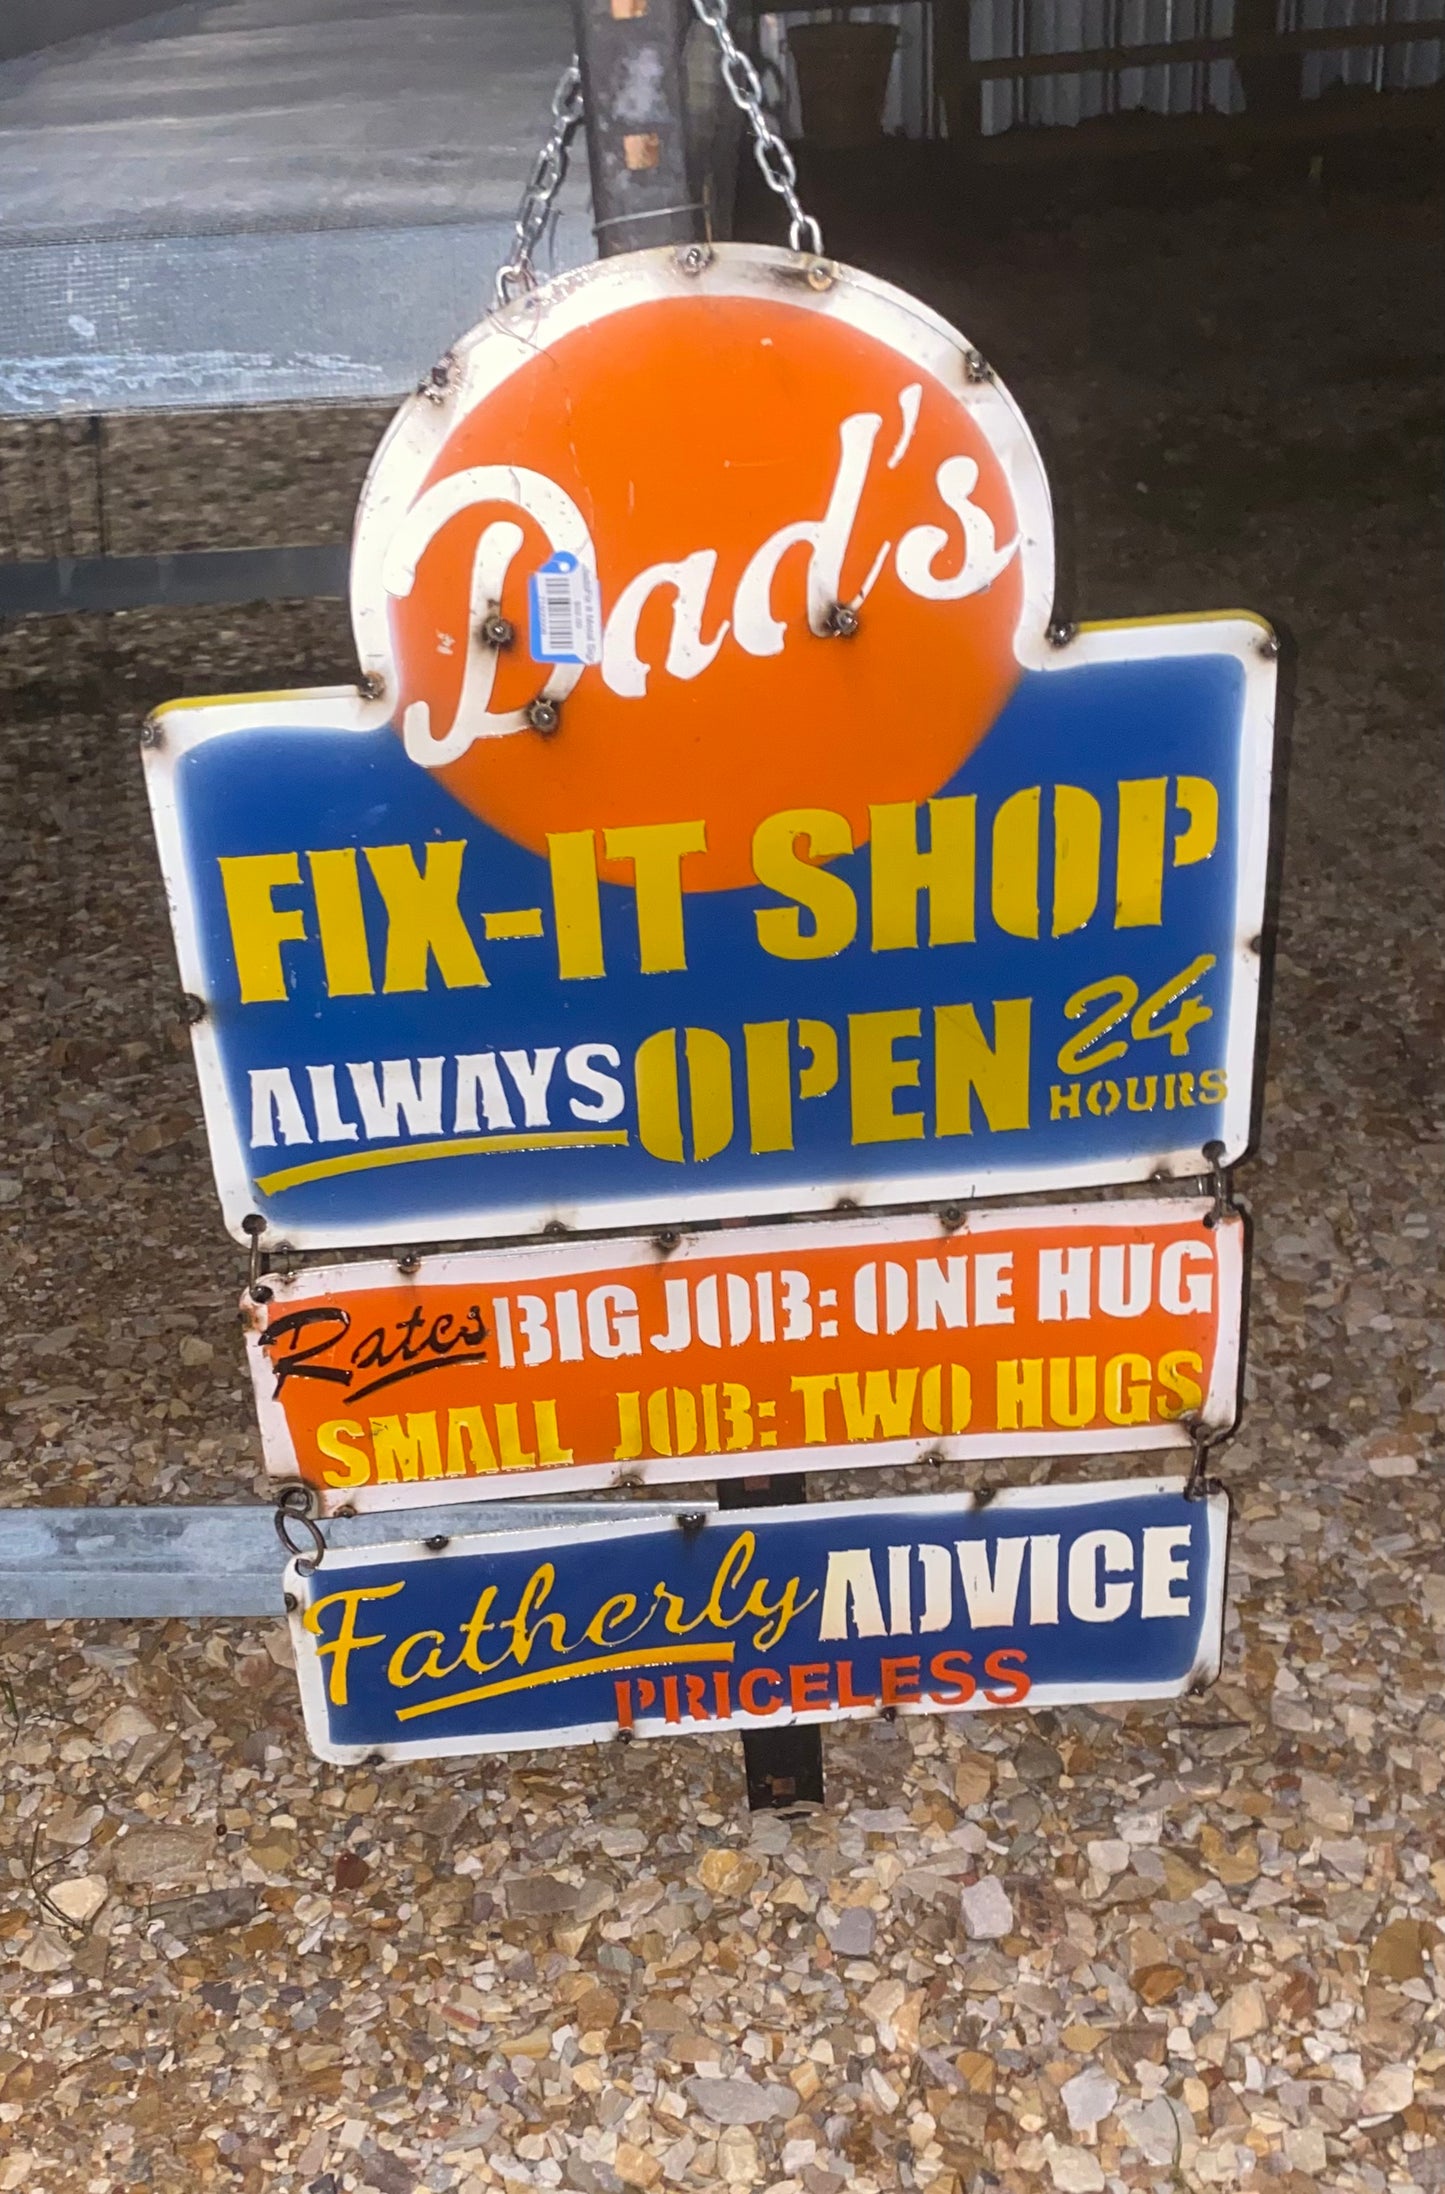 Dad's
FIX-IT SHOP
ALWAYS OPEN 24
HOURS
Rates BIG JOB: ONE HUG
SMALL JOB: TWO HUGS
Fatherly ADVICE
PRICELESS